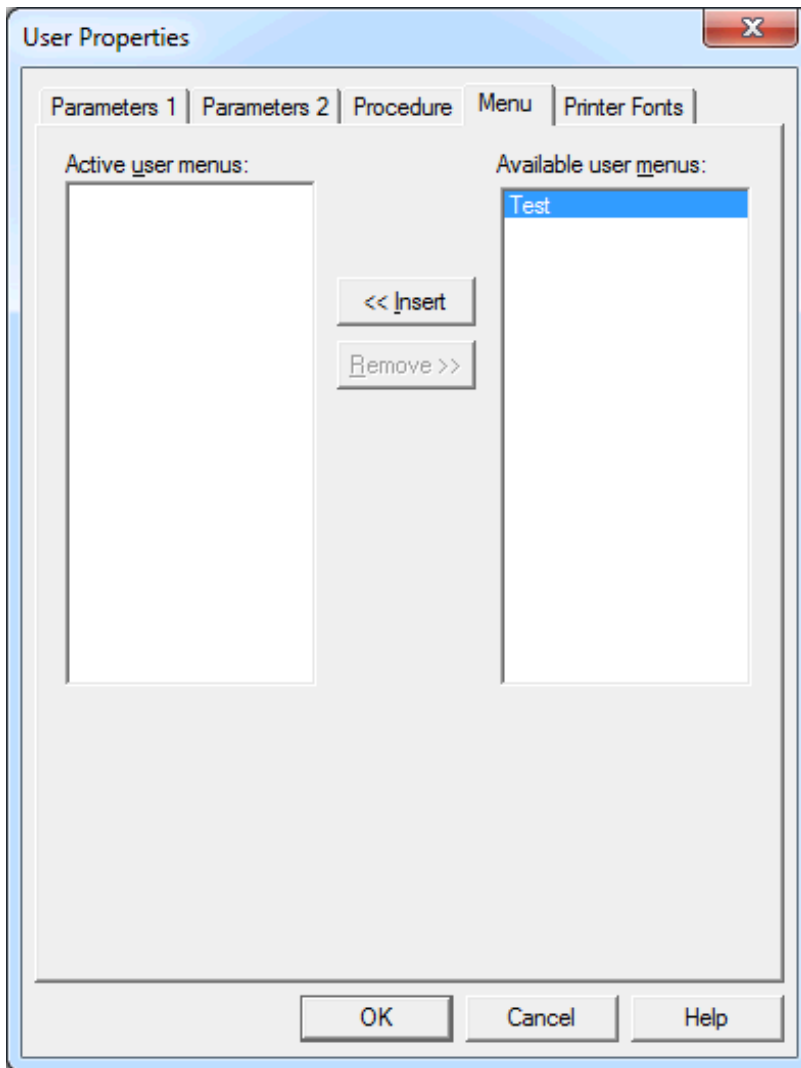 User Properties
Parameters 1 Parameters 2 Procedure Menu Printer Fonts
Active user menus: Available user menus:
Test
<< Insert
Remove >>
OK Cancel Help